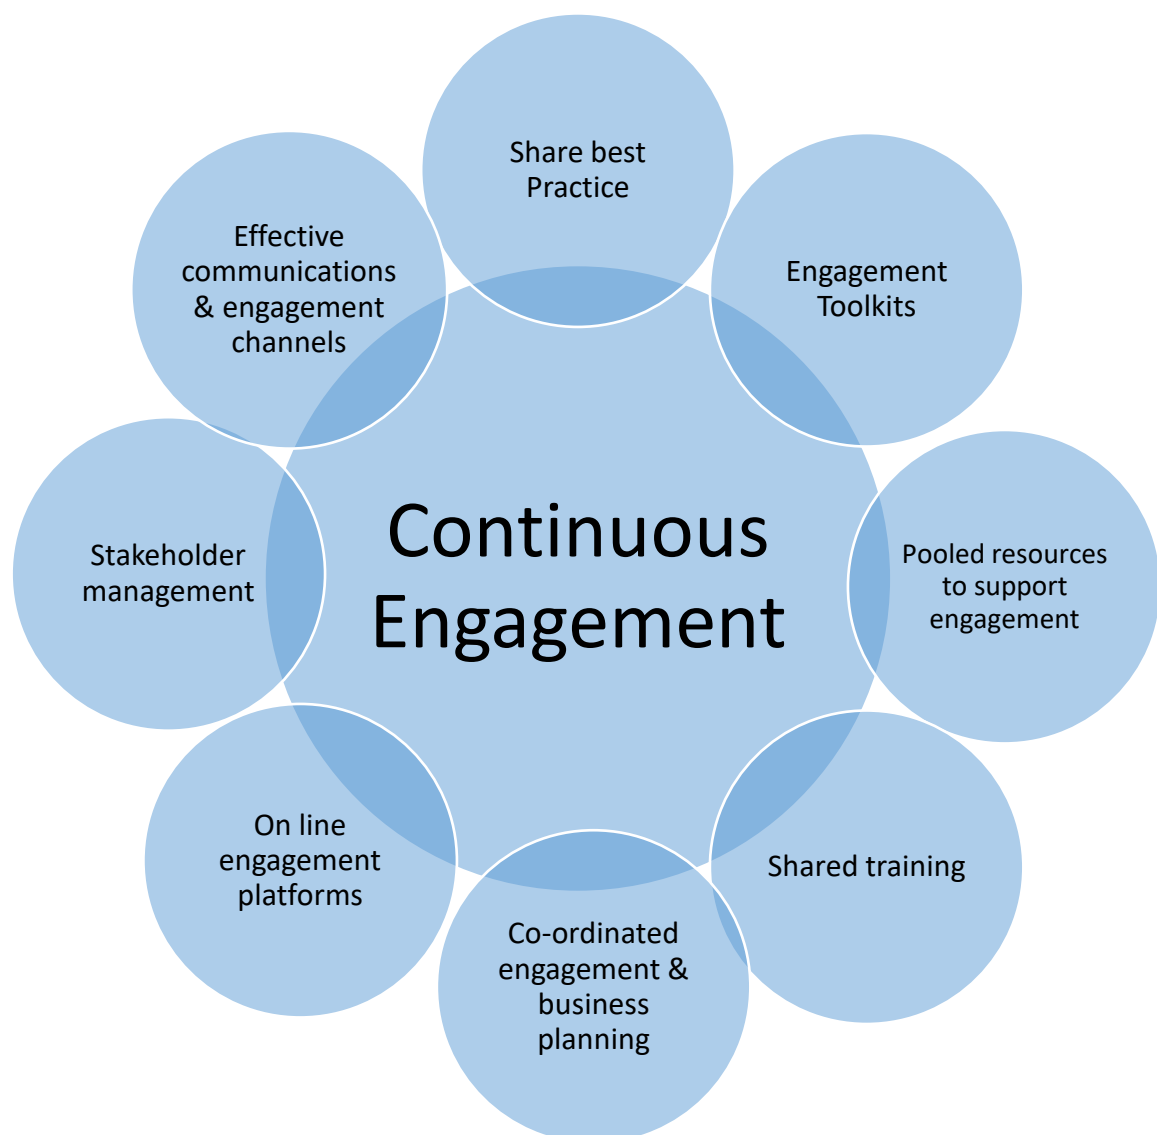 Share best
Practice
Engagement
Toolkits
Pooled resources
to support
engagement
Shared training
Co-ordinated
engagement &
business
planning
On line
engagement
platforms
Stakeholder
management
Effective
communications
& engagement
channels
Continuous
Engagement